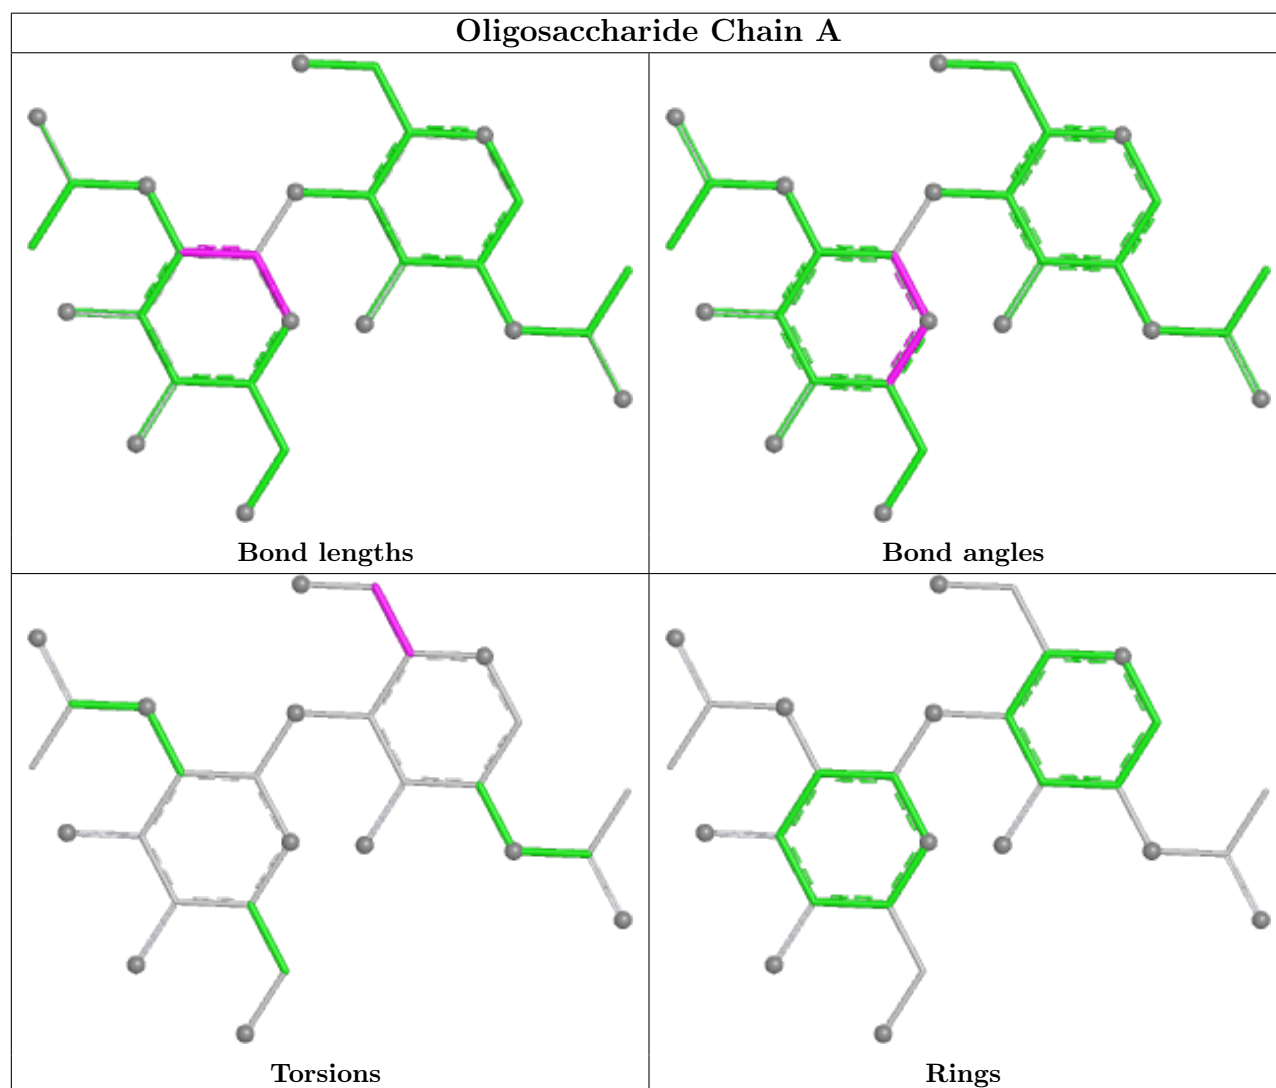 Oligosaccharide Chain A
Bond lengths
Bond angles
Torsions
Rings